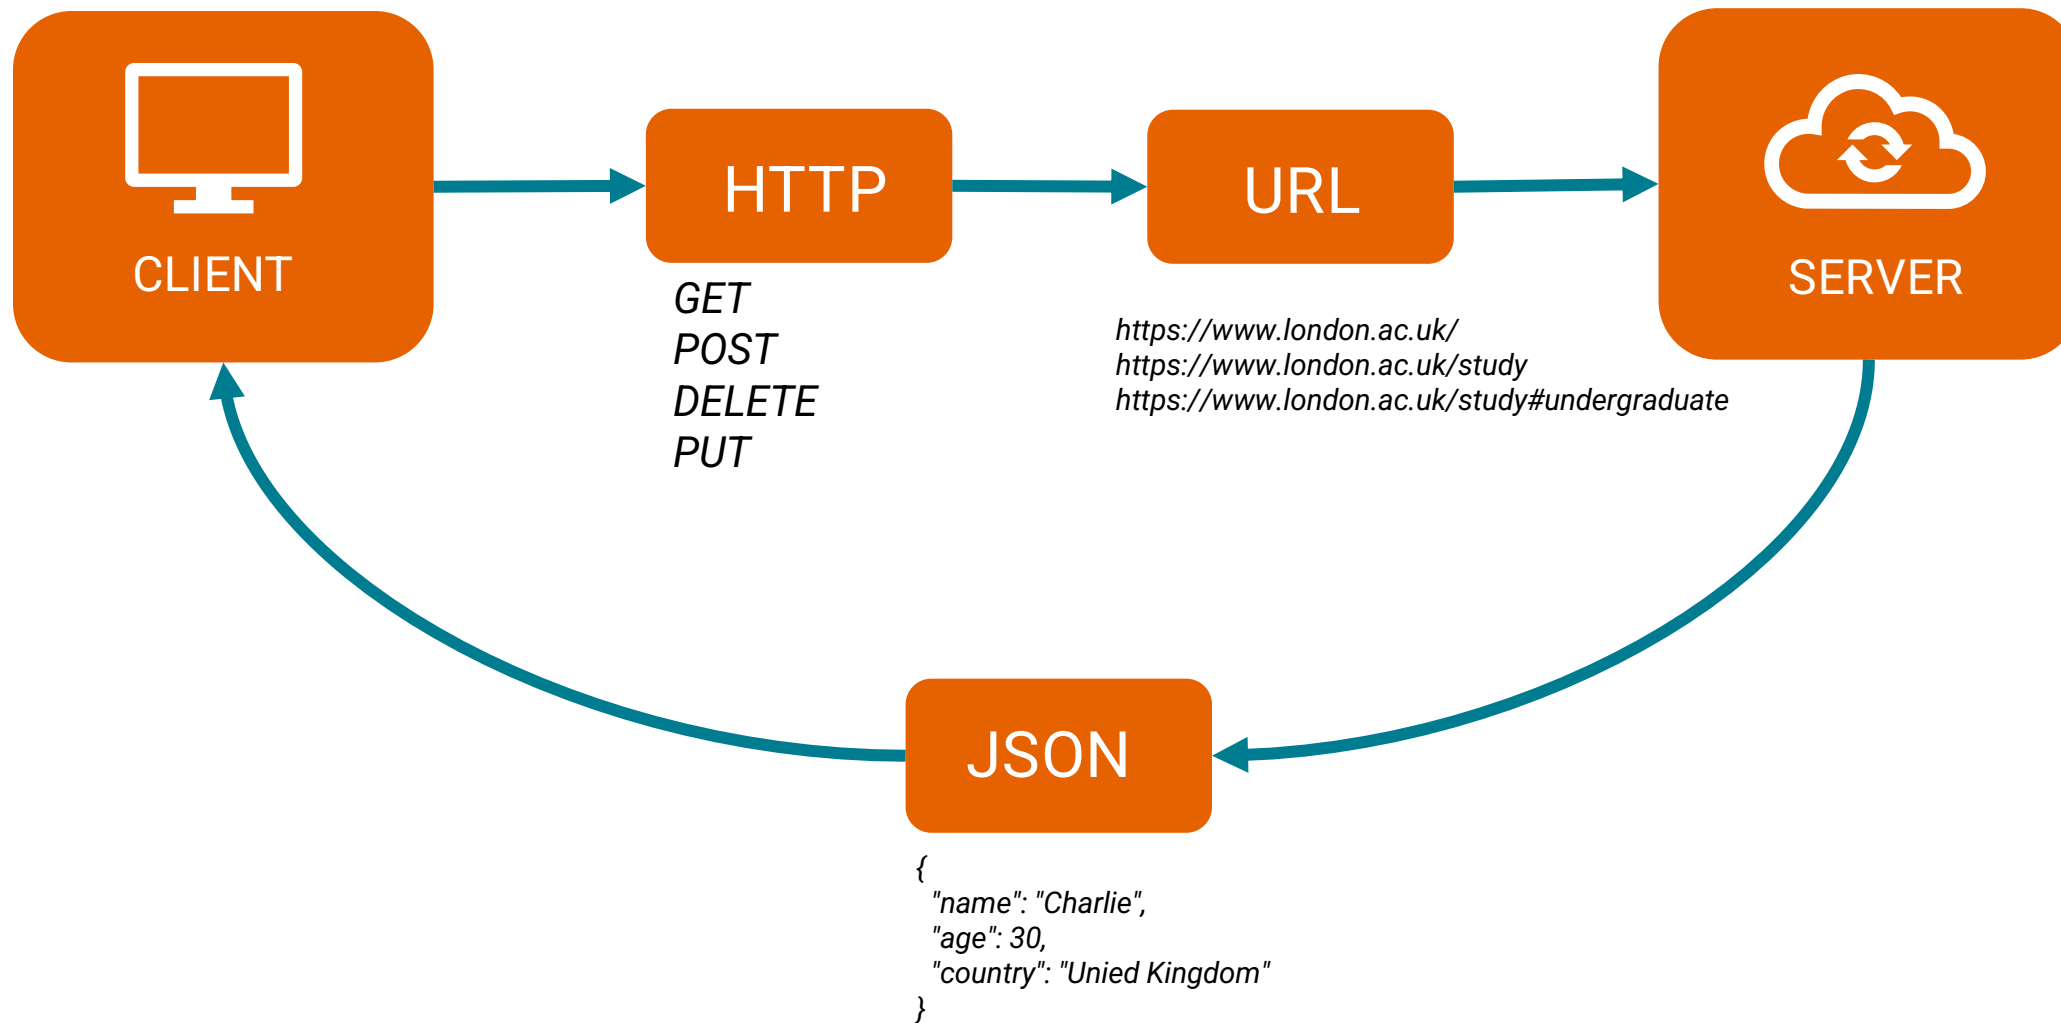 CLIENT
HTTP
GET
POST
DELETE
PUT
URL
https://www.london.ac.uk/
https://www.london.ac.uk/study
https://www.london.ac.uk/study#undergraduate
SERVER
JSON
{
"name": "Charlie",
"age": 30,
"country": "Unied Kingdom"
}